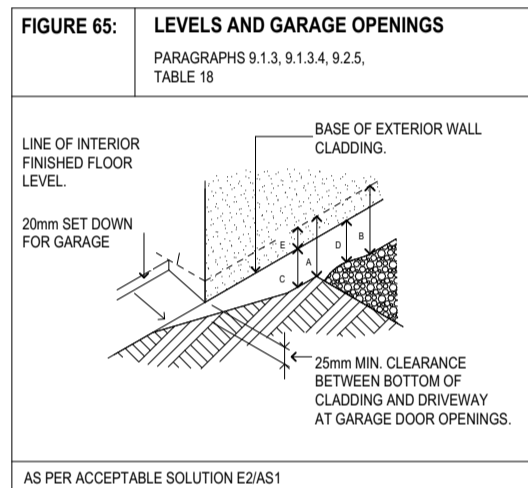 FIGURE 65:
LEVELS AND GARAGE OPENINGS
PARAGRAPHS 9.1.3, 9.1.3.4, 9.2.5,
TABLE 18
LINE OF INTERIOR
FINISHED FLOOR
LEVEL.
20mm SET DOWN
FOR GARAGE
BASE OF EXTERIOR WALL
CLADDING.
E
A
C
D
B
25mm MIN. CLEARANCE
BETWEEN BOTTOM OF
CLADDING AND DRIVEWAY
AT GARAGE DOOR OPENINGS.
AS PER ACCEPTABLE SOLUTION E2/AS1